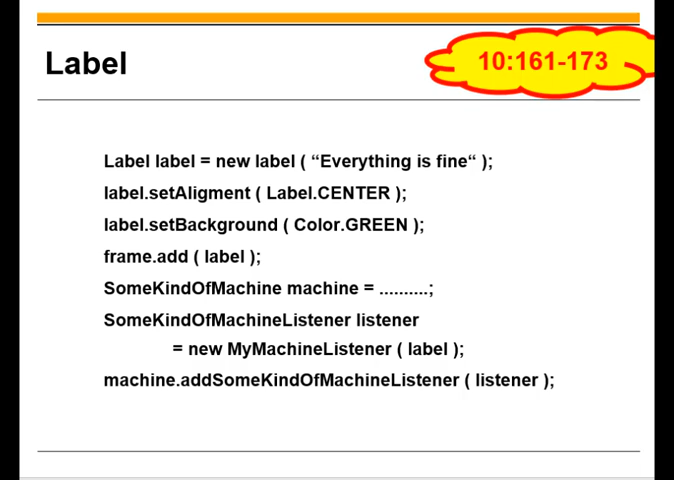 Label
10:161-173
Label label = new label ( “Everything is fine“ );
label.setAligment ( Label.CENTER );
label.setBackground ( Color.GREEN );
frame.add ( label );
SomeKindOfMachine machine = ..........;
SomeKindOfMachineListener listener
= new MyMachineListener ( label );
machine.addSomeKindOfMachineListener ( listener );